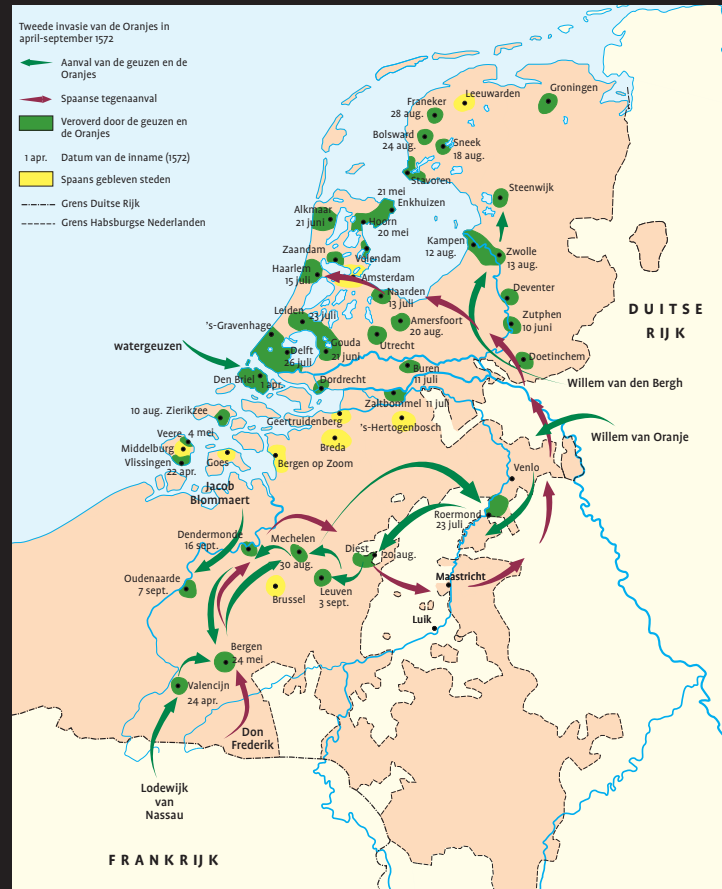 Tweede invasie van de Oranjes in
april-september 1572
Aanval van de geuzen en de
Oranjes
Spaanse tegenaanval
Veroverd door de geuzen en
de Oranjes
1 apr. Datum van de inname (1572)
Spaans gebleven steden
Grens Duitse Rijk
Grens Habsburgse Nederlanden
Groningen
Leeuwarden
Franeker
28 aug.
Bolsward
24 aug.
Sneek
18 aug.
Stavoren
Steenwijk
21 mei
Enkhuizen
Alkmaar
21 juni
Hoorn
20 mei
Kampen
12 aug.
Zwolle
13 aug.
Zaandam
Volendam
Haarlem
15 juli
Amsterdam
Naarden
13 juli
Deventer
Leiden
23 juli
Zutphen
10 juni
's-Gravenhage
Amersfoort
20 aug.
Utrecht
Gouda
21 juni
Delft
26 juli
watergeuzen
Doetinchem
Buren
11 juli
Den Briel
1 apr.
Dordrecht
Zaltbommel 11 juli
DUITSE
RIJK
Willem van den Bergh
10 aug. Zierikzee
Geertruidenberg
's-Hertogenbosch
Willem van Oranje
Veere 4 mei
Middelburg
Vlissingen
22 apr.
Goes
Breda
Bergen op Zoom
Venlo
Jacob
Blommaert
Roermond
23 juli
Dendermonde
16 sept.
Mechelen
30 aug.
Diest
20 aug.
Oudenaarde
7 sept.
Brussel
Leuven
3 sept.
Maastricht
Luik
Bergen
24 mei
Valencijn
24 apr.
Don
Frederik
Lodewijk
van
Nassau
FRANKRIJK